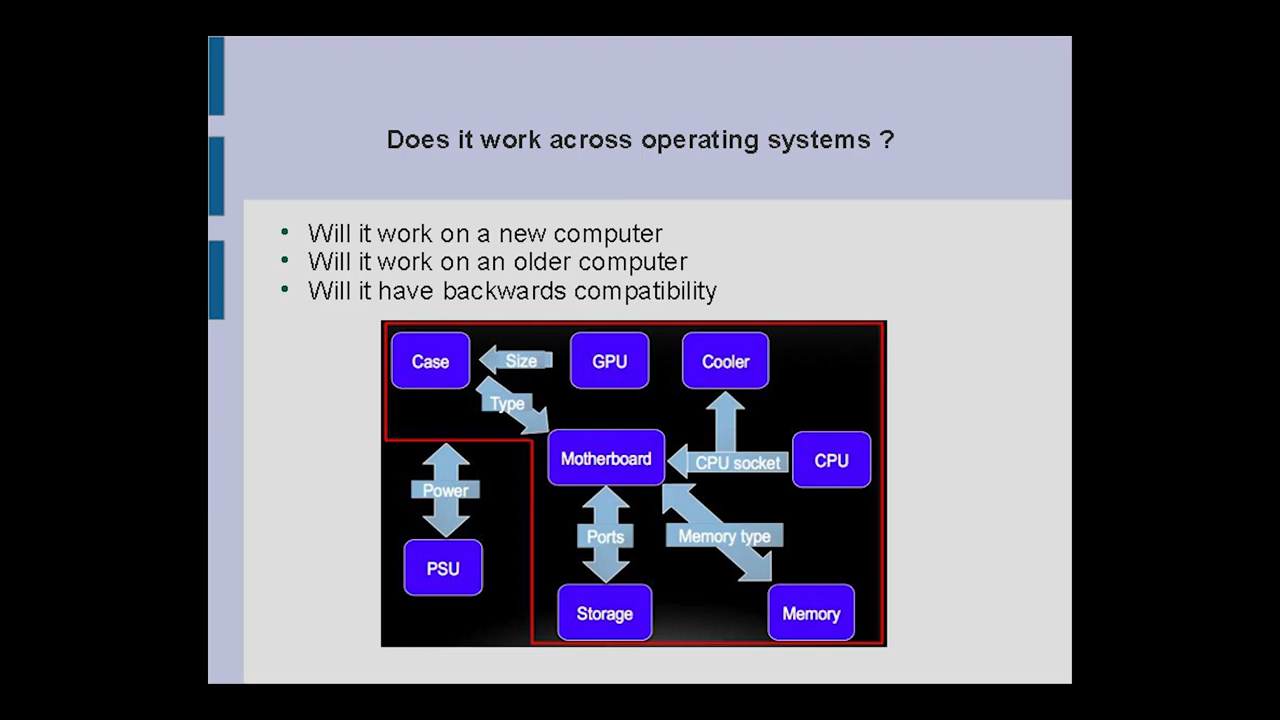 Does it work across operating systems ?
• Will it work on a new computer
• Will it work on an older computer
• Will it have backwards compatibility
Case
Size
GPU
Cooler
Type
Motherboard
CPU socket
CPU
Power
Ports
Memory type
PSU
Storage
Memory